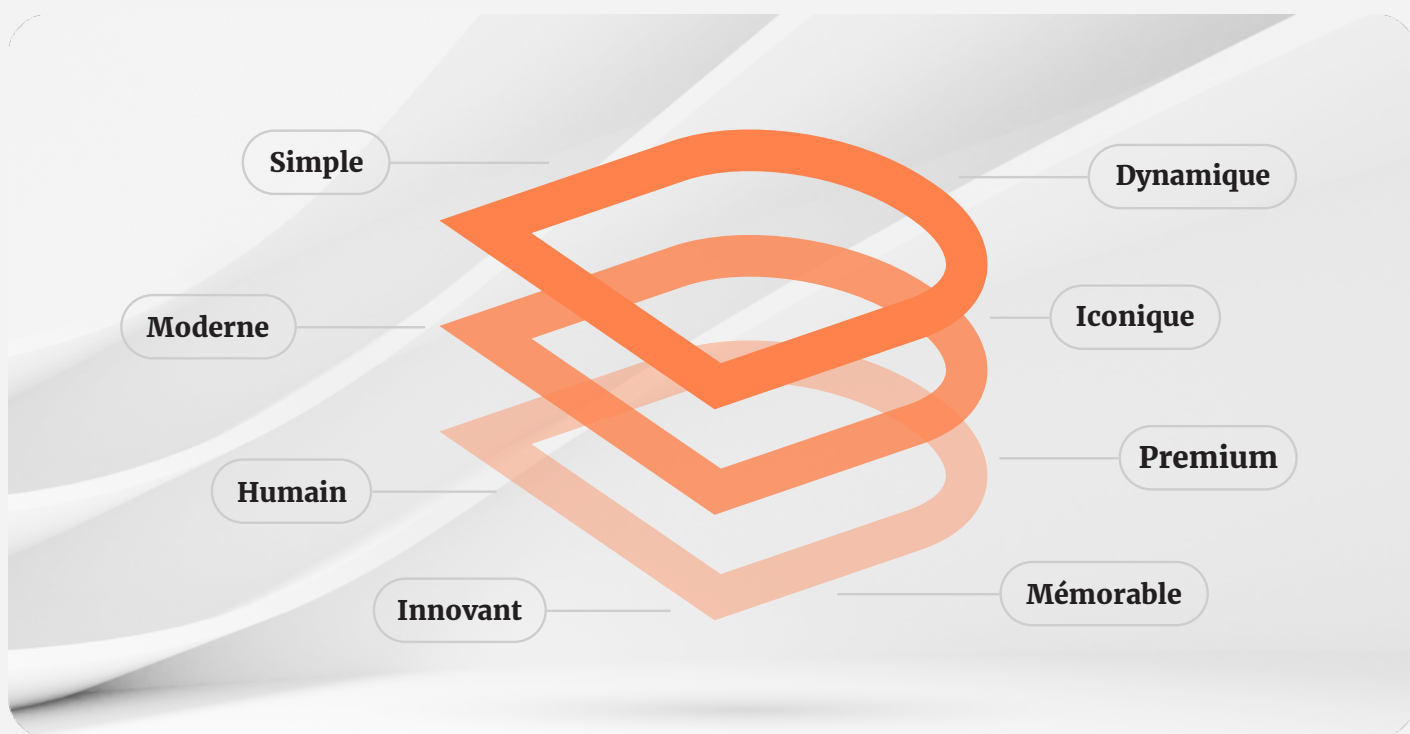 Simple
Dynamique
Moderne
Iconique
Humain
Premium
Innovant
Mémorable